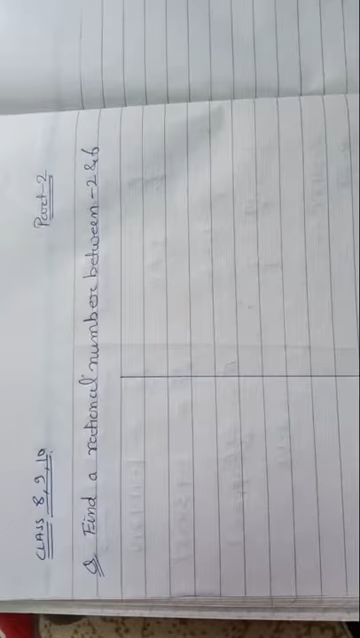 CLASS 8, 9, 10 Part-2
Q Find a rational number between -2 & 6